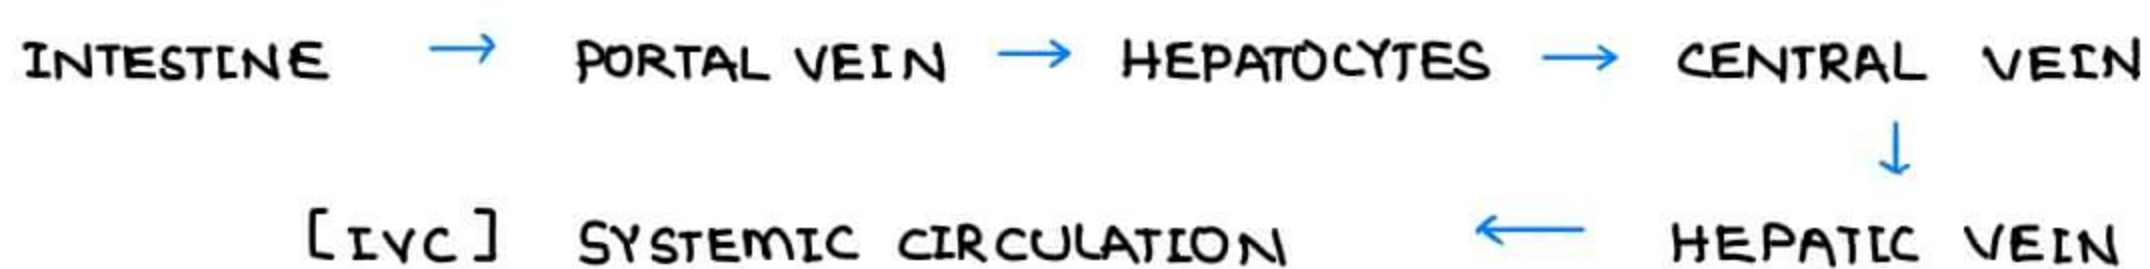 INTESTINE → PORTAL VEIN → HEPATOCYTES → CENTRAL VEIN
↓
[IVC] SYSTEMIC CIRCULATION ← HEPATIC VEIN